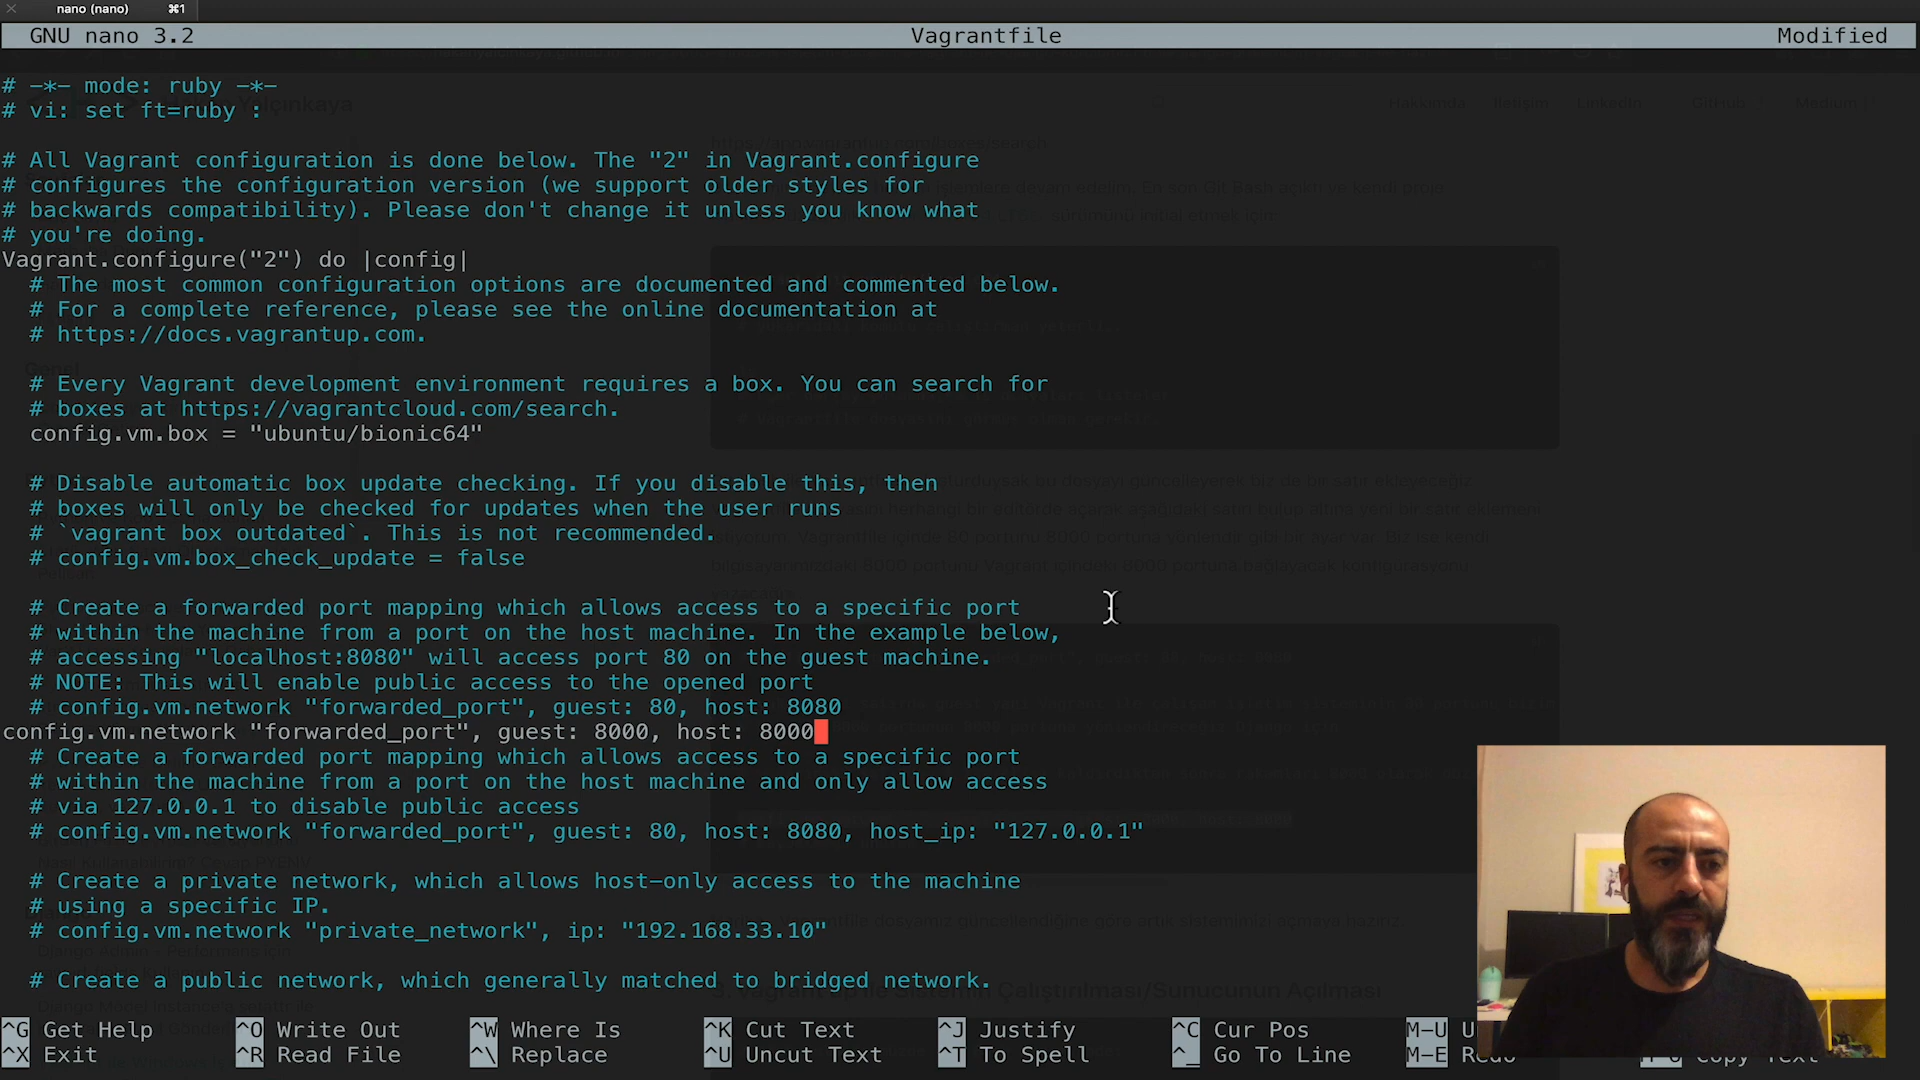 nano (nano) ⌘1
GNU nano 3.2 Vagrantfile Modified
# -*- mode: ruby -*-
# vi: set ft=ruby :
# All Vagrant configuration is done below. The "2" in Vagrant.configure
# configures the configuration version (we support older styles for
# backwards compatibility). Please don't change it unless you know what
# you're doing.
Vagrant.configure("2") do |config|
# The most common configuration options are documented and commented below.
# For a complete reference, please see the online documentation at
# https://docs.vagrantup.com.
# Every Vagrant development environment requires a box. You can search for
# boxes at https://vagrantcloud.com/search.
config.vm.box = "ubuntu/bionic64"
# Disable automatic box update checking. If you disable this, then
# boxes will only be checked for updates when the user runs
# `vagrant box outdated`. This is not recommended.
# config.vm.box_check_update = false
# Create a forwarded port mapping which allows access to a specific port
# within the machine from a port on the host machine. In the example below,
# accessing "localhost:8080" will access port 80 on the guest machine.
# NOTE: This will enable public access to the opened port
# config.vm.network "forwarded_port", guest: 80, host: 8080
config.vm.network "forwarded_port", guest: 8000, host: 8000
# Create a forwarded port mapping which allows access to a specific port
# within the machine from a port on the host machine and only allow access
# via 127.0.0.1 to disable public access
# config.vm.network "forwarded_port", guest: 80, host: 8080, host_ip: "127.0.0.1"
# Create a private network, which allows host-only access to the machine
# using a specific IP.
# config.vm.network "private_network", ip: "192.168.33.10"
# Create a public network, which generally matched to bridged network.
^G Get Help ^O Write Out ^W Where Is ^K Cut Text ^J Justify ^C Cur Pos M-U U
^X Exit ^R Read File ^\ Replace ^U Uncut Text ^T To Spell ^_ Go To Line M-E Redo Copy Text